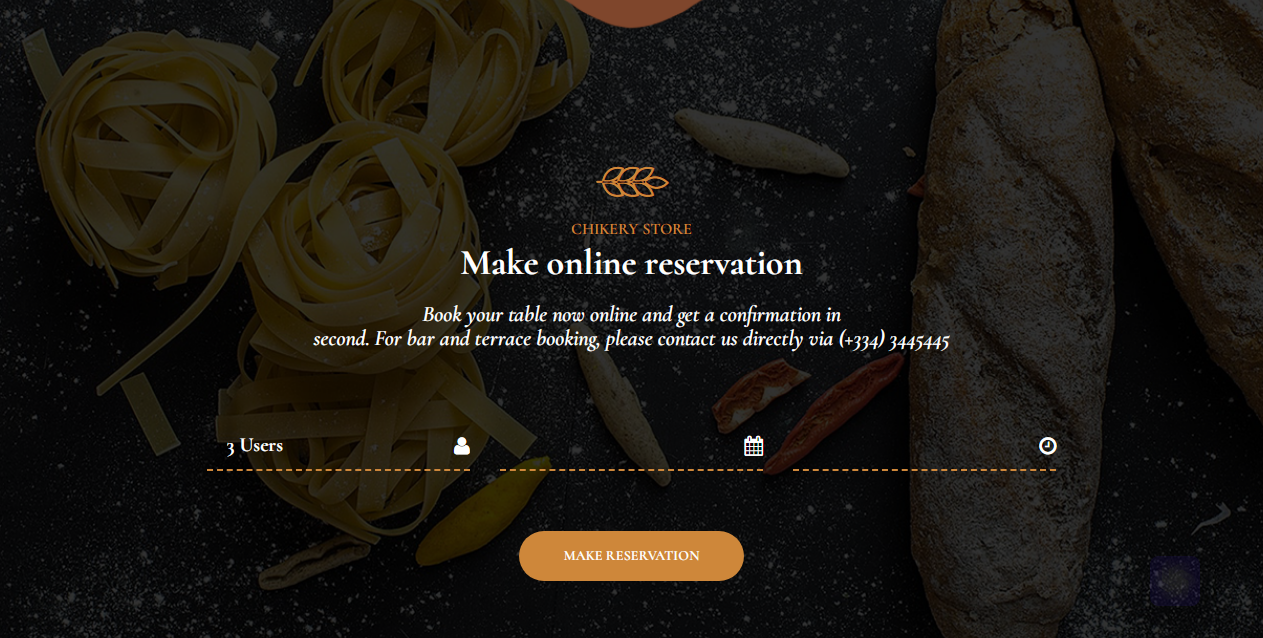 CHIKERY STORE
Make online reservation
Book your table now online and get a confirmation in
second. For bar and terrace booking, please contact us directly via (+334) 3445445
3 Users
MAKE RESERVATION